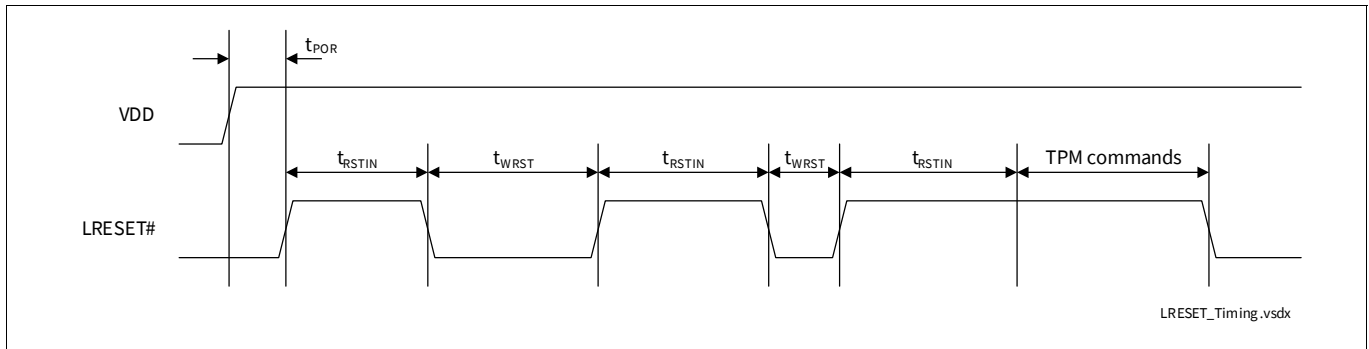 tPOR
VDD
tRSTIN tWRST tRSTIN tWRST tRSTIN TPM commands
LRESET#
LRESET_Timing.vsdx